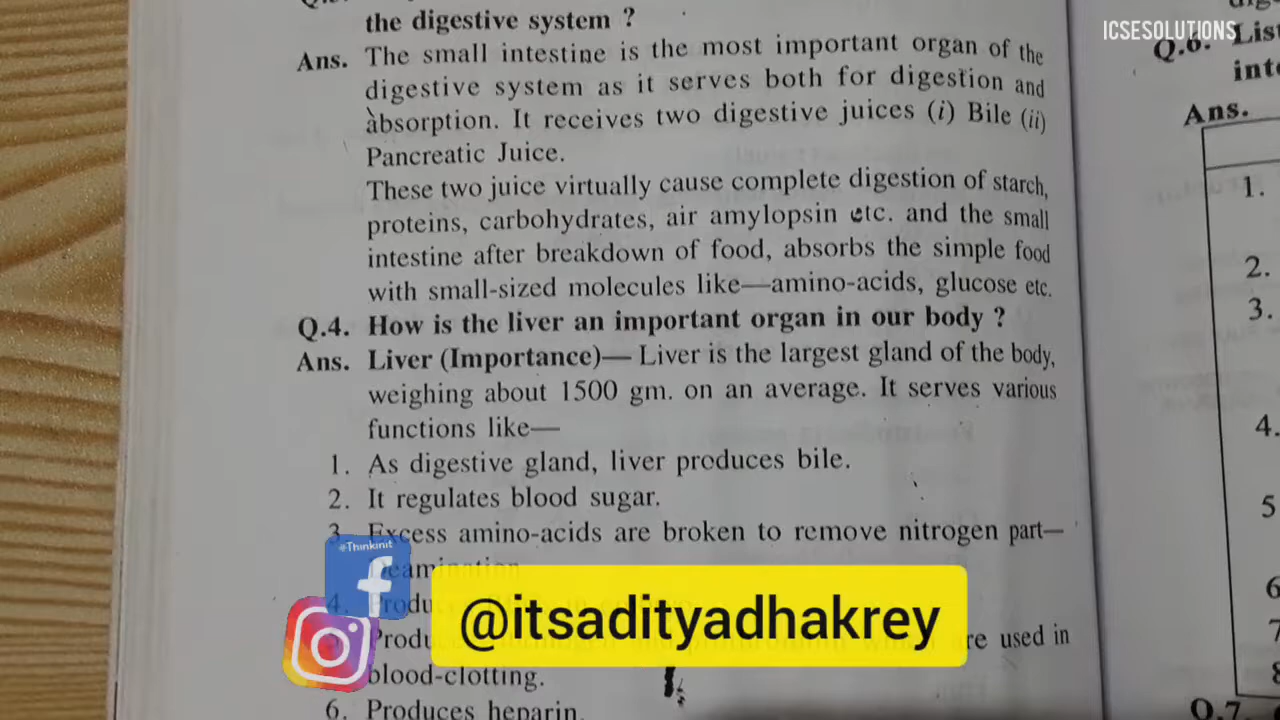 the digestive system ?
Ans. The small intestine is the most important organ of the
digestive system as it serves both for digestion and
absorption. It receives two digestive juices (i) Bile (ii)
Pancreatic Juice.
These two juice virtually cause complete digestion of starch,
proteins, carbohydrates, air amylopsin etc. and the small
intestine after breakdown of food, absorbs the simple food
with small-sized molecules like—amino-acids, glucose etc.
Q.4. How is the liver an important organ in our body ?
Ans. Liver (Importance)— Liver is the largest gland of the body,
weighing about 1500 gm. on an average. It serves various
functions like—
1. As digestive gland, liver produces bile.
2. It regulates blood sugar.
3. Excess amino-acids are broken to remove nitrogen part—
Deamination
4.
are used in
blood-clotting.
6. Produces heparin.
#Thinkinit
@itsadityadhakrey
ICSESOLUTIONS
Q.6. List
Ans.
1.
2.
3.
4.
5
6
7
8
Q.7.